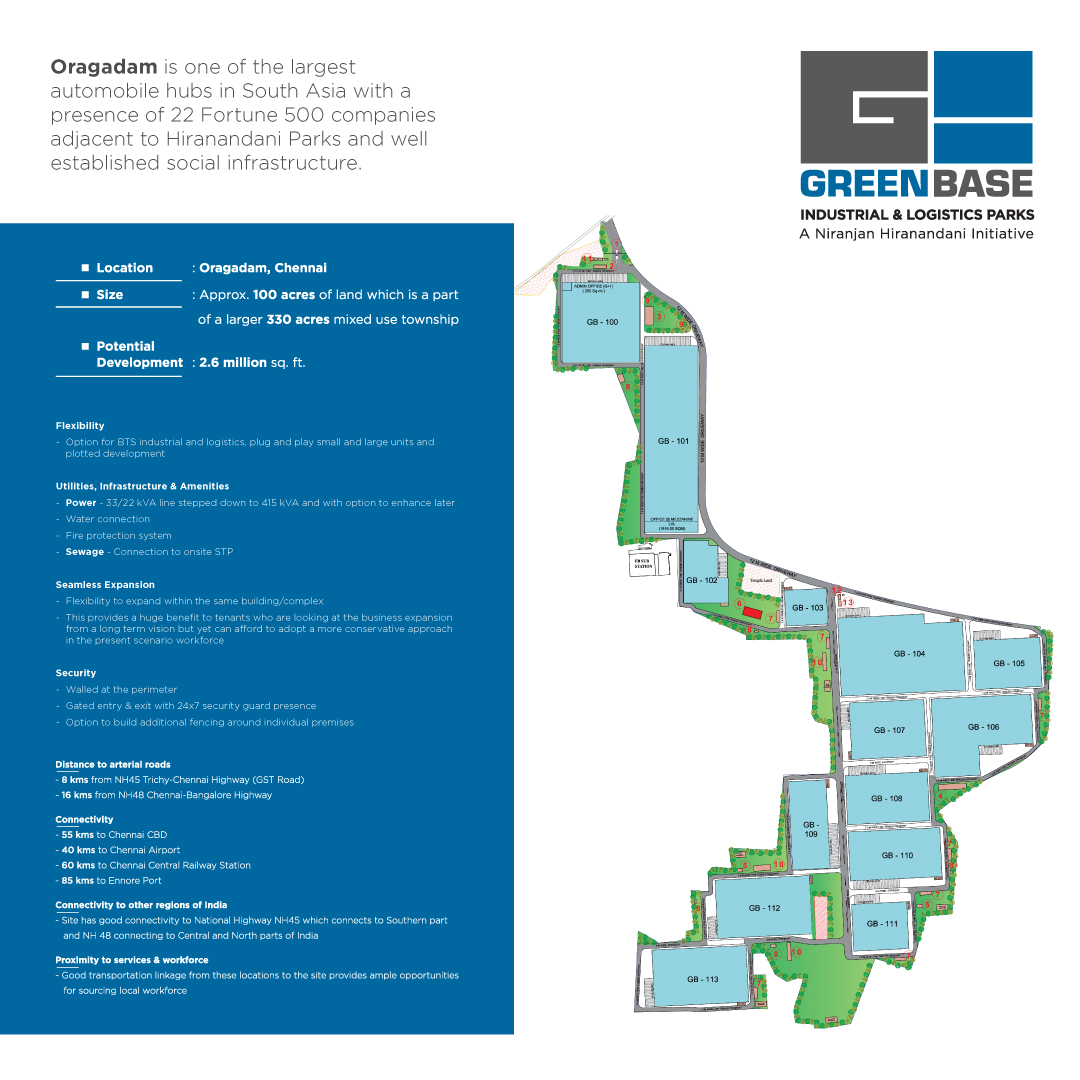 Oragadam is one of the largest
automobile hubs in South Asia with a
presence of 22 Fortune 500 companies
adjacent to Hiranandani Parks and well
established social infrastructure.
GREENBASE
INDUSTRIAL & LOGISTICS PARKS
A Niranjan Hiranandani Initiative
Location : Oragadam, Chennai
Size : Approx. 100 acres of land which is a part
of a larger 330 acres mixed use township
Potential
Development : 2.6 million sq. ft.
Flexibility
- Option for BTS industrial and logistics, plug and play small and large units and
plotted development
Utilities, Infrastructure & Amenities
- Power - 33/22 kVA line stepped down to 415 kVA and with option to enhance later
- Water connection
- Fire protection system
- Sewage - Connection to onsite STP
Seamless Expansion
- Flexibility to expand within the same building/complex
- This provides a huge benefit to tenants who are looking at the business expansion
from a long term vision but yet can afford to adopt a more conservative approach
in the present scenario workforce
Security
- Walled at the perimeter
- Gated entry & exit with 24x7 security guard presence
- Option to build additional fencing around individual premises
Distance to arterial roads
- 8 kms from NH45 Trichy-Chennai Highway (GST Road)
- 16 kms from NH48 Chennai-Bangalore Highway
Connectivity
- 55 kms to Chennai CBD
- 40 kms to Chennai Airport
- 60 kms to Chennai Central Railway Station
- 85 kms to Ennore Port
Connectivity to other regions of India
- Site has good connectivity to National Highway NH45 which connects to Southern part
and NH 48 connecting to Central and North parts of India
Proximity to services & workforce
- Good transportation linkage from these locations to the site provides ample opportunities
for sourcing local workforce
1
11
2
ADMIN OFFICE (G+1)
GB - 100
3
9
12 M WIDE DRIVEWAY
GB - 101
12 M WIDE DRIVEWAY
OFFICE @ MEZZANINE
LVL
EB SUB
STATION
12 M WIDE DRIVEWAY
GB - 102
Temple Land
GB - 103
6
7
13
GB - 104
GB - 105
7
10
GB - 106
GB - 107
GB - 108
4
GB -
109
GB - 110
5
10
GB - 112
GB - 111
5
10
GB - 113